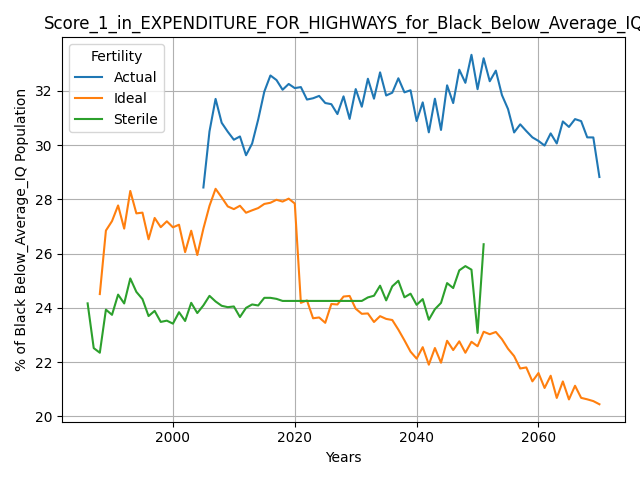 Score_1_in_EXPENDITURE_FOR_HIGHWAYS_for_Black_Below_Average_IQ
Fertility
Actual
Ideal
Sterile
% of Black Below_Average_IQ Population
32
30
28
26
24
22
20
2000 2020 2040 2060
Years